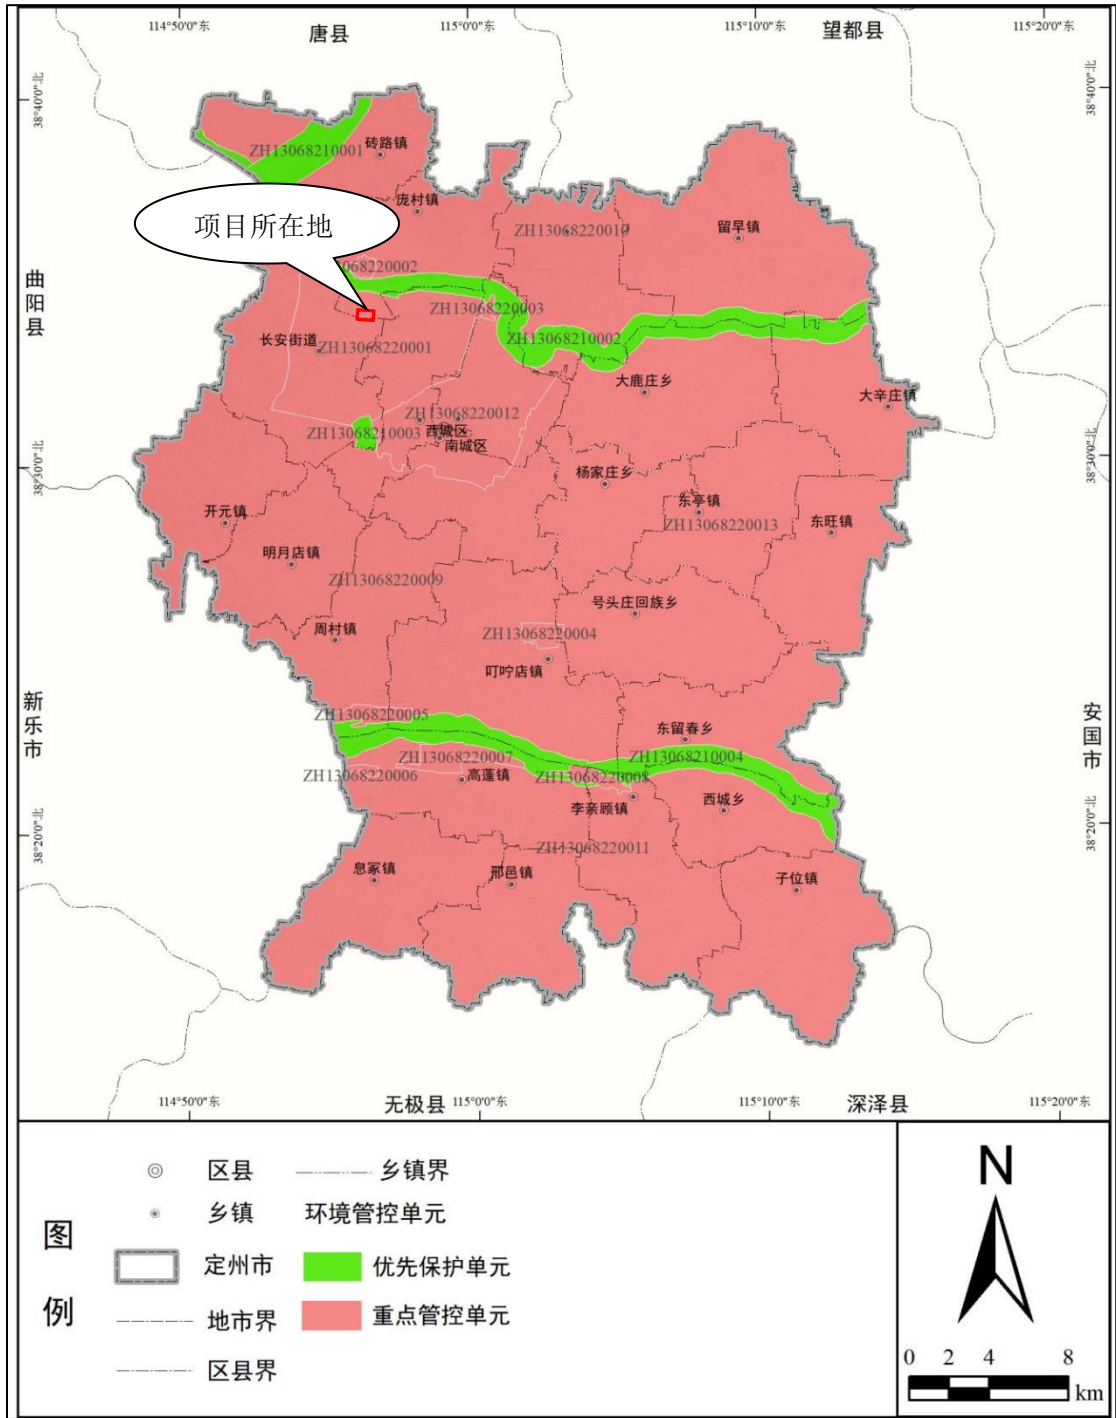 114°50'0"东
115°0'0"东
115°10'0"东
115°20'0"东
唐县
望都县
38°40'0"北
38°40'0"北
ZH13068210001
砖路镇
庞村镇
项目所在地
ZH13068220010
留早镇
068220002
曲阳县
ZH13068220003
长安街道
ZH13068220001
ZH13068210002
大鹿庄乡
大辛庄镇
ZH13068220012
ZH13068210003
西城区
南城区
38°30'0"北
38°30'0"北
杨家庄乡
东亭镇
开元镇
ZH13068220013
东旺镇
明月店镇
ZH13068220009
号头庄回族乡
周村镇
ZH13068220004
叮咛店镇
新乐市
安国市
ZH13068220005
东留春乡
ZH13068220007
ZH13068210004
ZH13068220006
高蓬镇
ZH13068220008
李亲顾镇
西城乡
38°20'0"北
38°20'0"北
ZH13068220011
息冢镇
邢邑镇
子位镇
114°50'0"东
无极县
115°0'0"东
115°10'0"东
深泽县
115°20'0"东
图例
区县
乡镇界
乡镇
环境管控单元
定州市
优先保护单元
地市界
重点管控单元
区县界
N
0 2 4 8
km